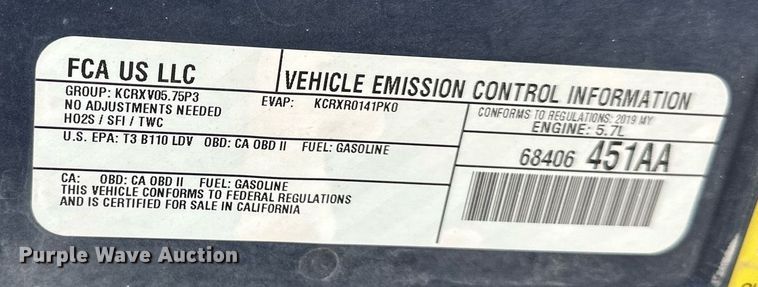 FCA US LLC
VEHICLE EMISSION CONTROL INFORMATION
GROUP: KCRXV05.75P3
EVAP: KCRXR0141PK0
NO ADJUSTMENTS NEEDED
HO2S / SFI / TWC
CONFORMS TO REGULATIONS: 2019 MY
ENGINE: 5.7L
U.S. EPA: T3 B110 LDV OBD: CA OBD II FUEL: GASOLINE
68406 451AA
CA: OBD: CA OBD II FUEL: GASOLINE
THIS VEHICLE CONFORMS TO FEDERAL REGULATIONS
AND IS CERTIFIED FOR SALE IN CALIFORNIA
Purple Wave Auction